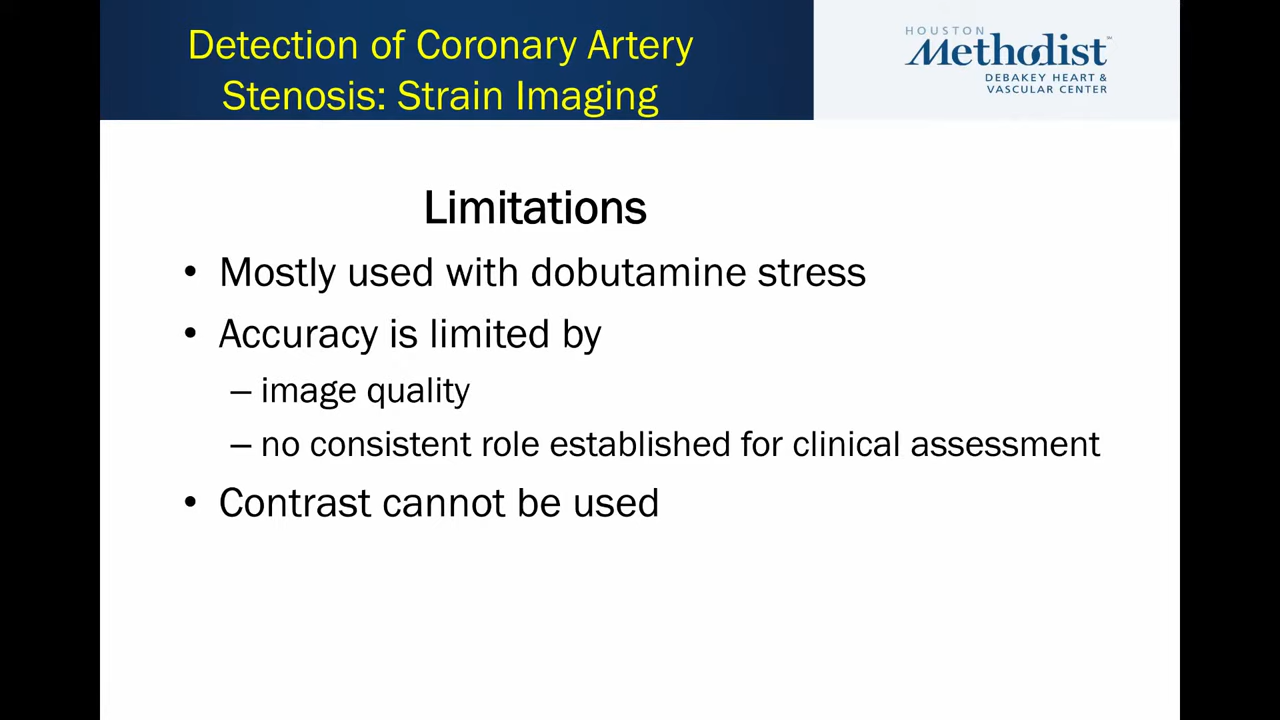 Detection of Coronary Artery
Stenosis: Strain Imaging
HOUSTON
Methodist
DEBAKEY HEART &
VASCULAR CENTER
Limitations
• Mostly used with dobutamine stress
• Accuracy is limited by
– image quality
– no consistent role established for clinical assessment
• Contrast cannot be used